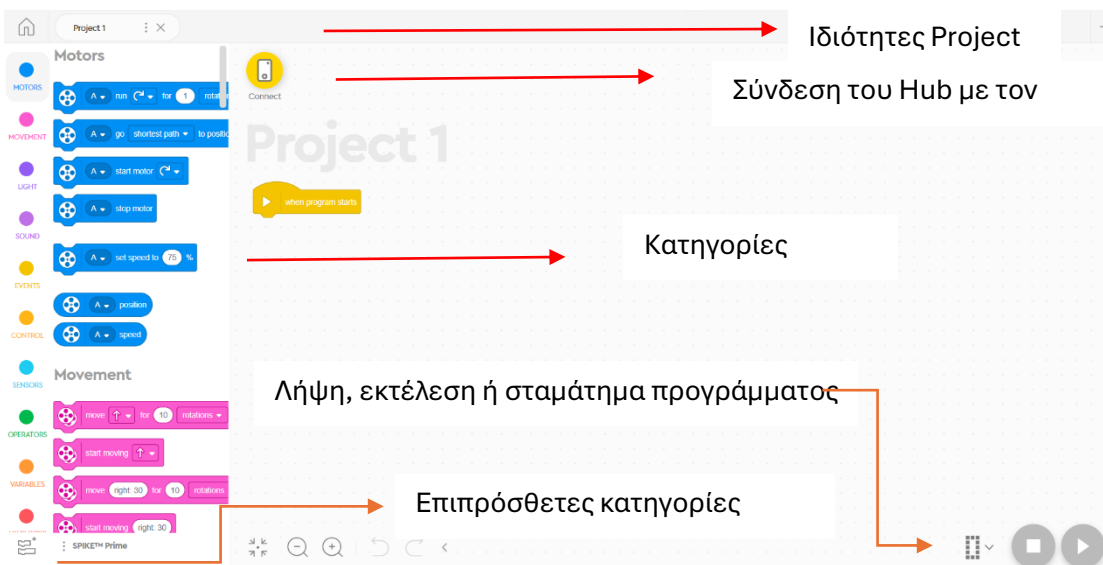 Project 1
Ιδιότητες Project
Motors
MOTORS
A run for 1
Connect
Σύνδεση του Hub με τον
MOVEMENT
A go shortest path to
Project 1
LIGHT
A start motor
when program starts
A stop motor
SOUND
Κατηγορίες
A set speed to 75 %
EVENTS
A position
CONTROL
A speed
SENSORS
Movement
Λήψη, εκτέλεση ή σταμάτημα προγράμματος
OPERATORS
move for 10 rotations
start moving
VARIABLES
move right: 30 for 10 rotations
Επιπρόσθετες κατηγορίες
start moving right: 30
SPIKE™ Prime